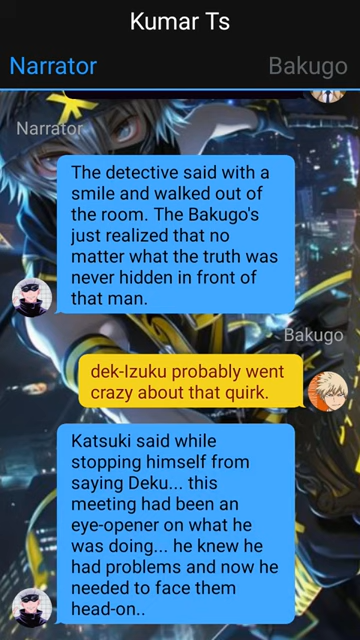 Kumar Ts
Narrator
Bakugo
Narrator
The detective said with a
smile and walked out of
the room. The Bakugo's
just realized that no
matter what the truth was
never hidden in front of
that man.
Bakugo
dek-Izuku probably went
crazy about that quirk.
Katsuki said while
stopping himself from
saying Deku... this
meeting had been an
eye-opener on what he
was doing... he knew he
had problems and now he
needed to face them
head-on..